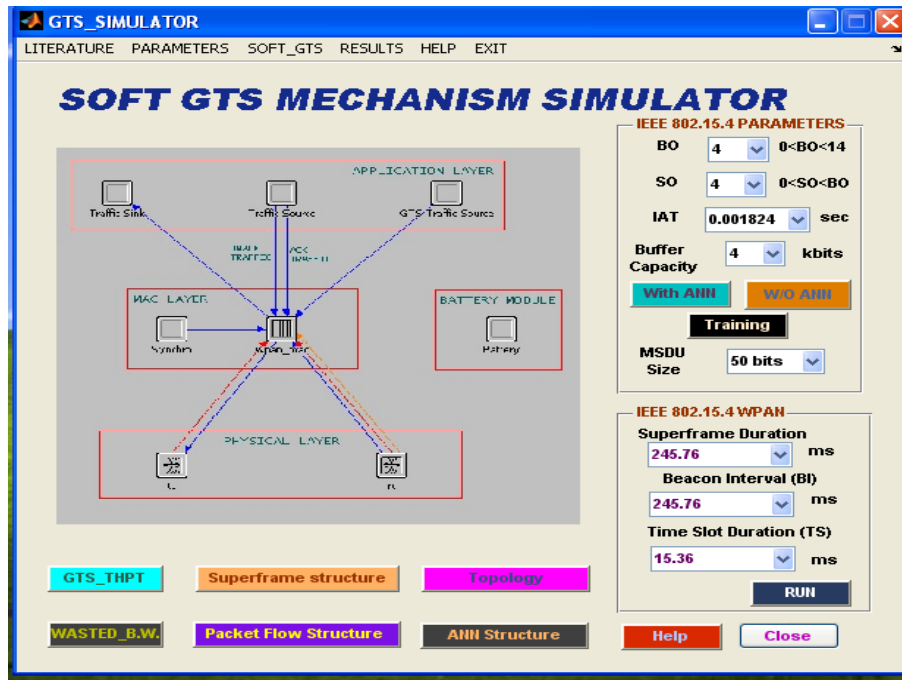 GTS_SIMULATOR
LITERATURE PARAMETERS SOFT_GTS RESULTS HELP EXIT
SOFT GTS MECHANISM SIMULATOR
APPLICATION LAYER
Traffic Sink Traffic Source GTS Traffic Source
TRAFFIC
ACK
MAC LAYER
Synchro wpan_mac
BATTERY MODULE
Battery
PHYSICAL LAYER
IEEE 802.15.4 PARAMETERS
BO 4 0<BO<14
SO 4 0<SO<BO
IAT 0.001824 sec
Buffer Capacity 4 kbits
With ANN W/O ANN
Training
MSDU Size 50 bits
IEEE 802.15.4 WPAN
Superframe Duration
245.76 ms
Beacon Interval (BI)
245.76 ms
Time Slot Duration (TS)
15.36 ms
RUN
GTS_THPT Superframe structure Topology
WASTED_B.W. Packet Flow Structure ANN Structure
Help Close